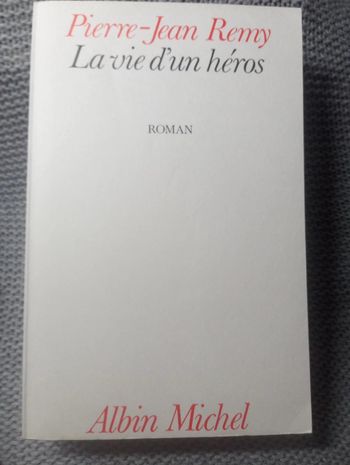 Pierre-Jean Remy
La vie d'un héros
ROMAN
Albin Michel